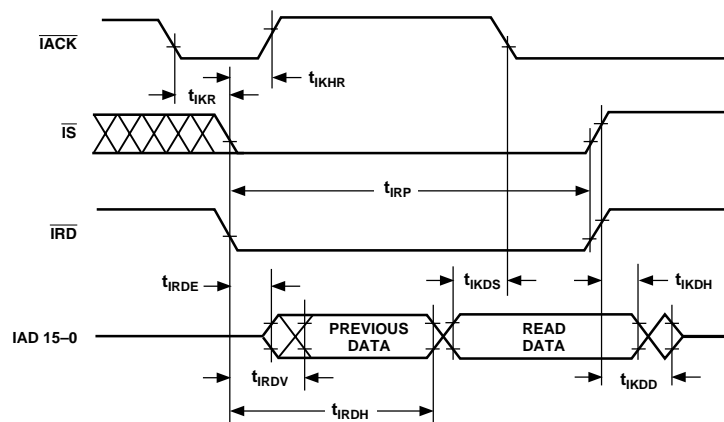 IACK
tIKHR
tIKR
IS
tIRP
IRD
tIRDE
tIKDS
tIKDH
IAD 15–0
PREVIOUS
DATA
READ
DATA
tIRDV
tIKDD
tIRDH